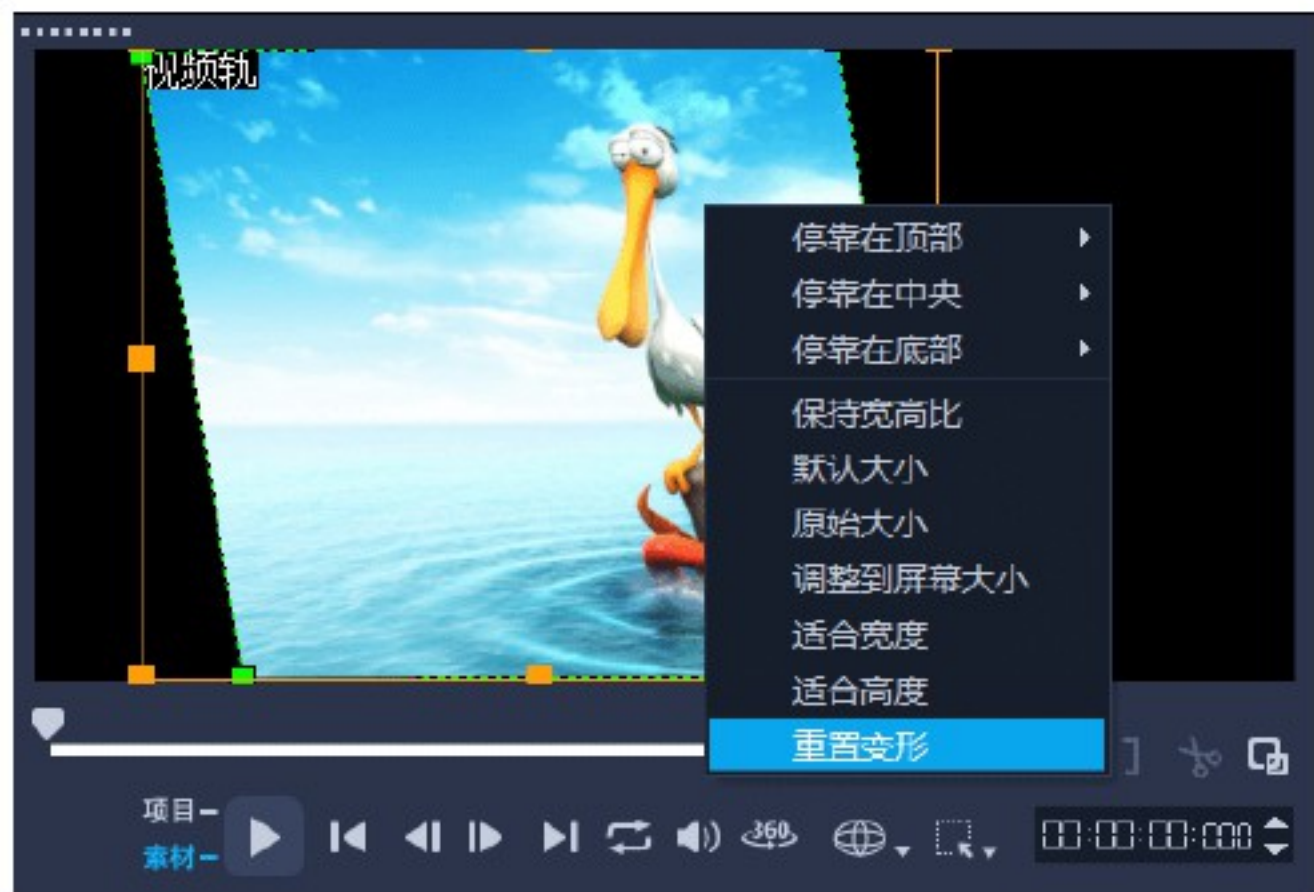 视频轨
停靠在顶部
停靠在中央
停靠在底部
保持宽高比
默认大小
原始大小
调整到屏幕大小
适合宽度
适合高度
重置变形
]
项目
素材
360
00:00:00:000